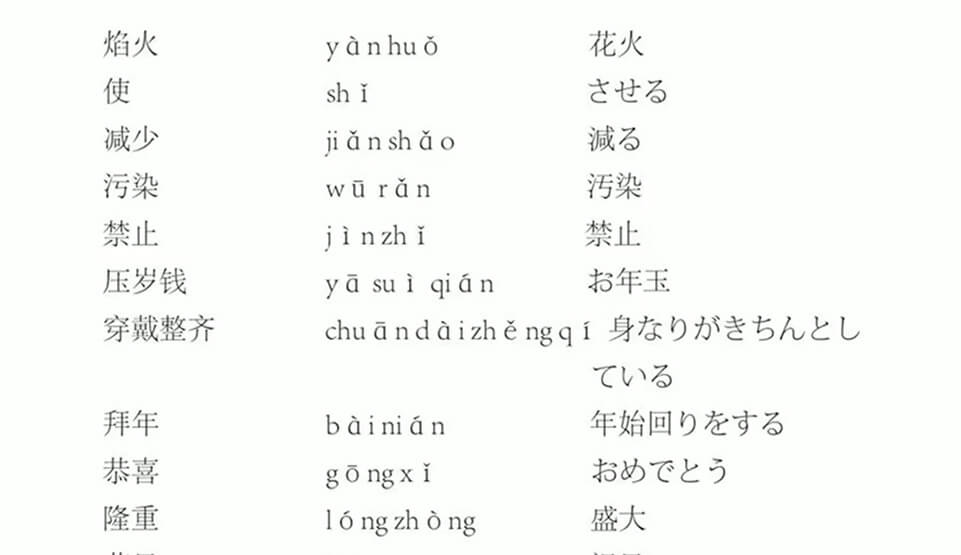 焰火 yànhuǒ 花火
使 shǐ させる
减少 jiǎnshǎo 減る
污染 wūrǎn 汚染
禁止 jìnzhǐ 禁止
压岁钱 yāsuìqián お年玉
穿戴整齐 chuāndàizhěngqí 身なりがきちんとし
ている
拜年 bàinián 年始回りをする
恭喜 gōngxǐ おめでとう
隆重 lóngzhòng 盛大